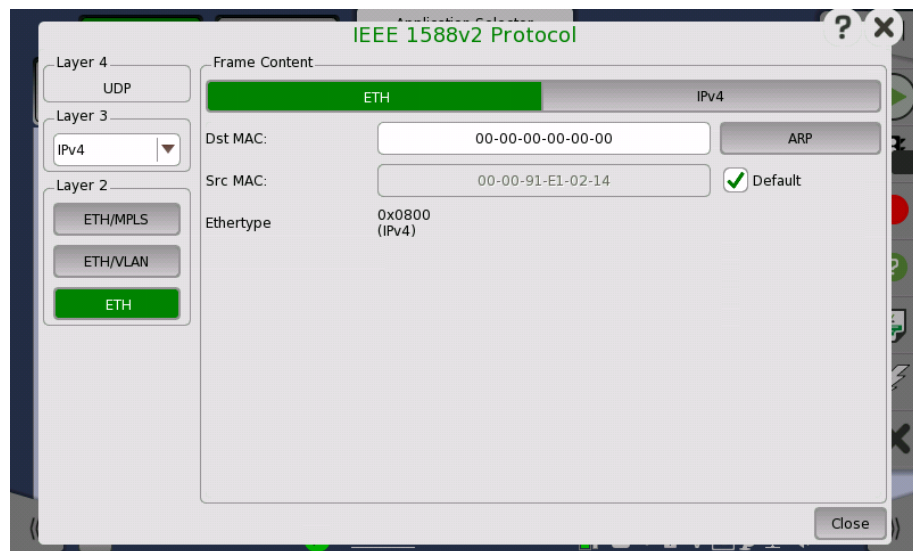 IEEE 1588v2 Protocol
?
Layer 4
UDP
Layer 3
IPv4
Layer 2
ETH/MPLS
ETH/VLAN
ETH
Frame Content
ETH IPv4
Dst MAC: 00-00-00-00-00-00 ARP
Src MAC: 00-00-91-E1-02-14 Default
Ethertype 0x0800
(IPv4)
Close